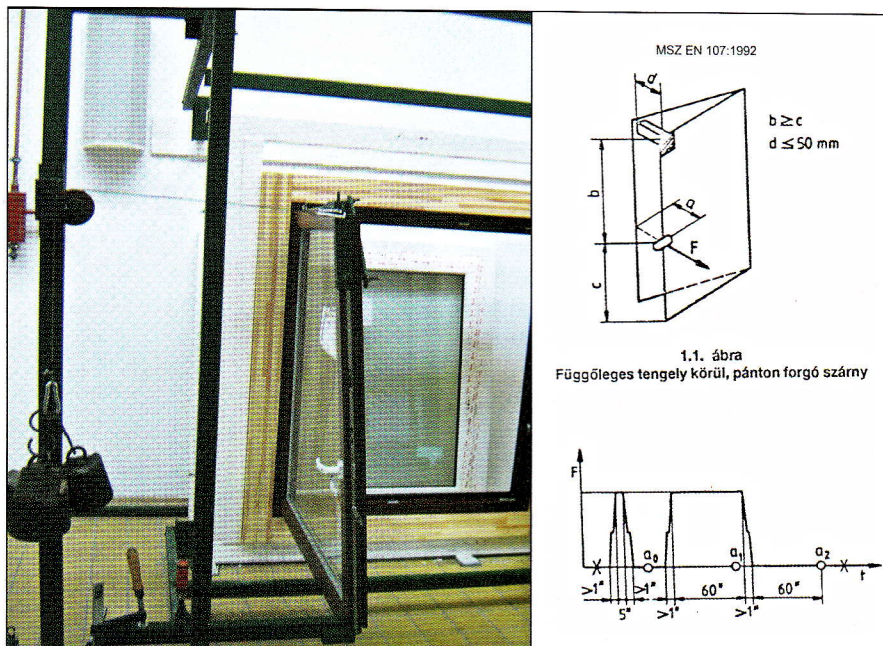 MSZ EN 107:1992
d
b ≥ c
d ≤ 50 mm
b
a
F
c
1.1. ábra
Függőleges tengely körül, pánton forgó szárny
F
a₀
a₁
a₂
t
>1"
5"
>1"
>1"
60"
>1"
60"